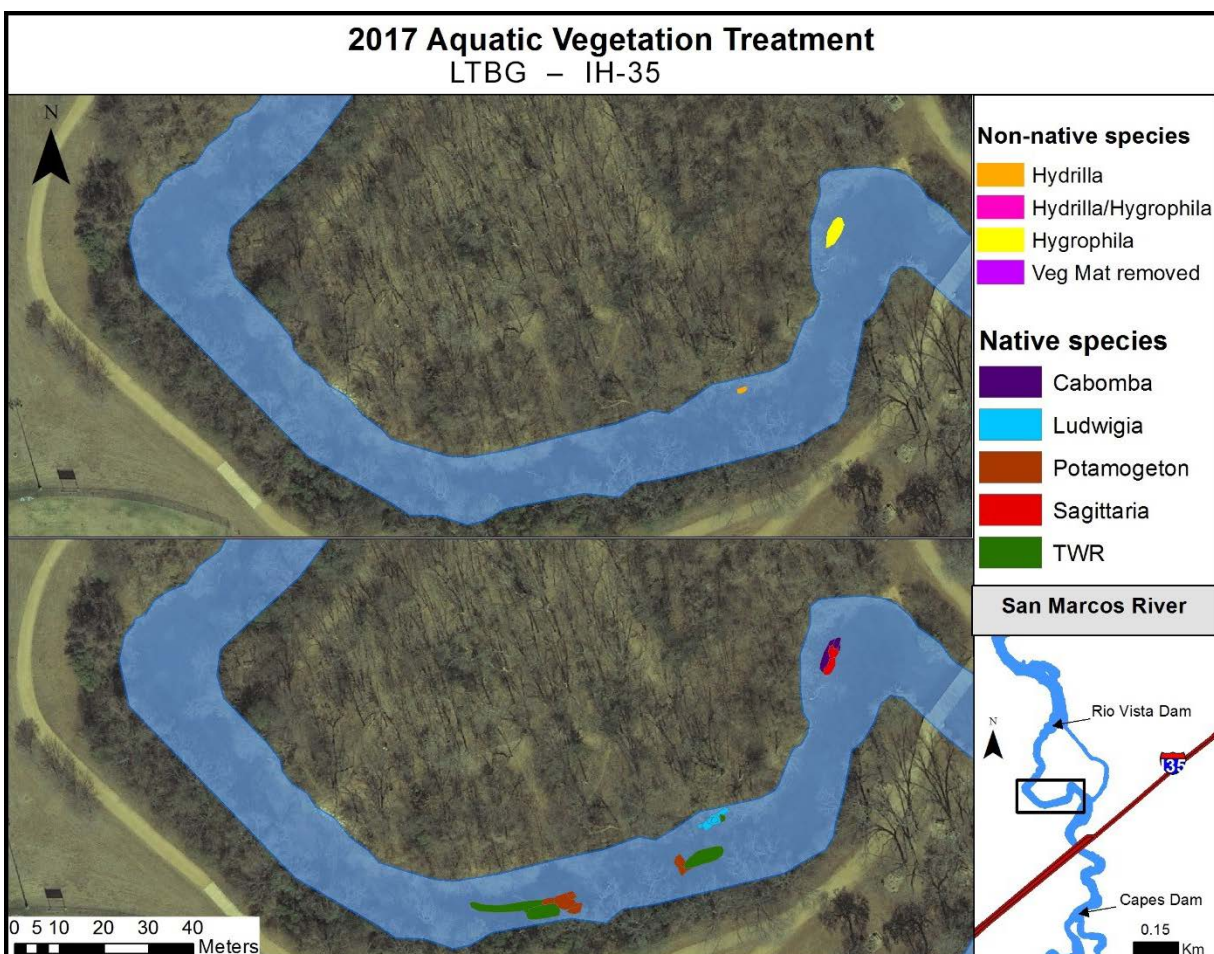 2017 Aquatic Vegetation Treatment
LTBG – IH-35
N
Non-native species
Hydrilla
Hydrilla/Hygrophila
Hygrophila
Veg Mat removed
Native species
Cabomba
Ludwigia
Potamogeton
Sagittaria
TWR
San Marcos River
Rio Vista Dam
N
I35
Capes Dam
0.15
Km
0 5 10 20 30 40
Meters